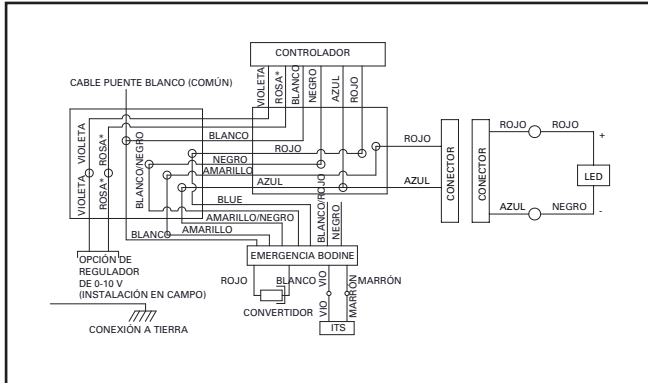 CONTROLADOR
CABLE PUENTE BLANCO (COMÚN)
VIOLETA
ROSA*
BLANCO
NEGRO
AZUL
ROJO
VIOLETA
ROSA*
BLANCO/NEGRO
VIOLETA
ROSA*
BLANCO
ROJO
NEGRO
AMARILLO
AZUL
BLUE
AMARILLO/NEGRO
AMARILLO
BLANCO
BLANCO/ROJO
NEGRO
ROJO
AZUL
CONECTOR
CONECTOR
ROJO
ROJO
+
LED
AZUL
NEGRO
-
OPCIÓN DE
REGULADOR
DE 0-10 V
(INSTALACIÓN EN CAMPO)
CONEXIÓN A TIERRA
EMERGENCIA BODINE
ROJO
BLANCO
VIO
MARRÓN
CONVERTIDOR
VIO
MARRÓN
ITS